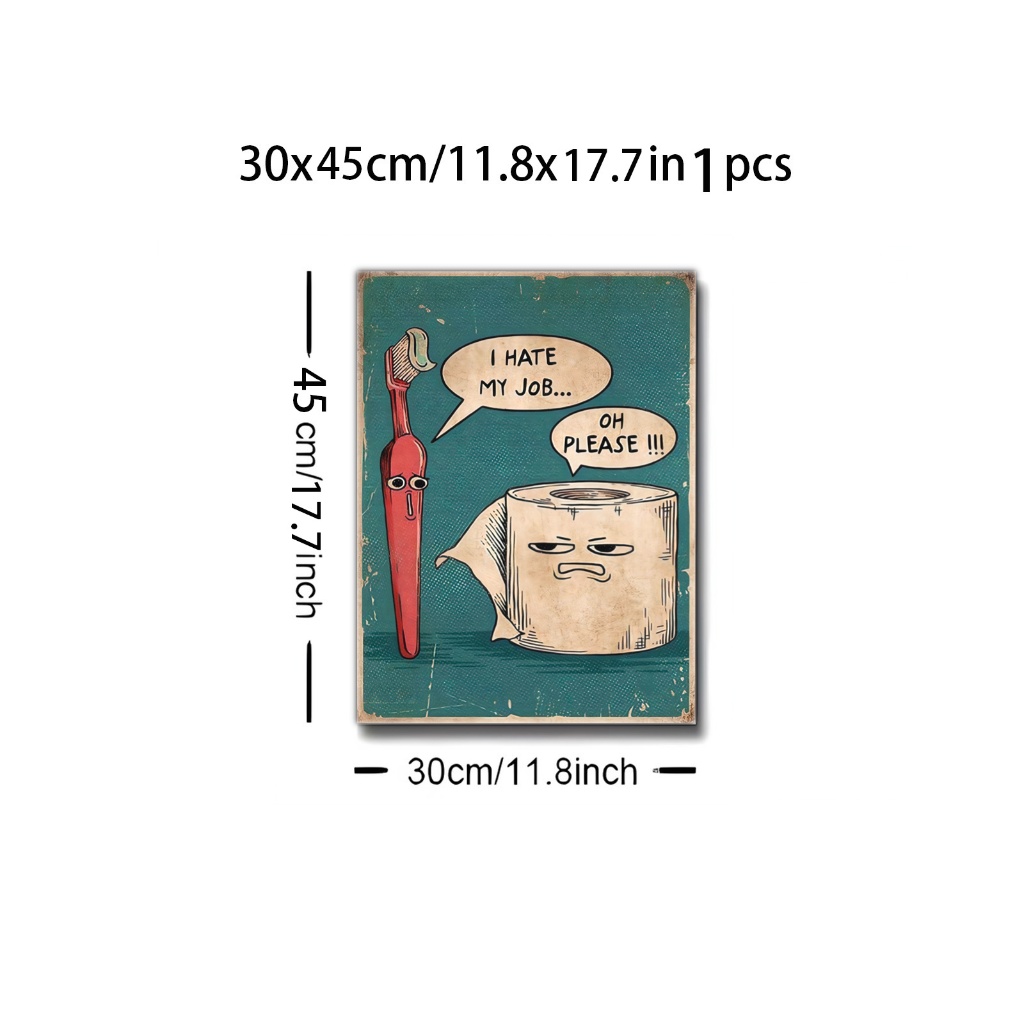 30x45cm/11.8x17.7in 1 pcs
I HATE
MY JOB...
OH
PLEASE !!!
45 cm/17.7inch
30cm/11.8inch